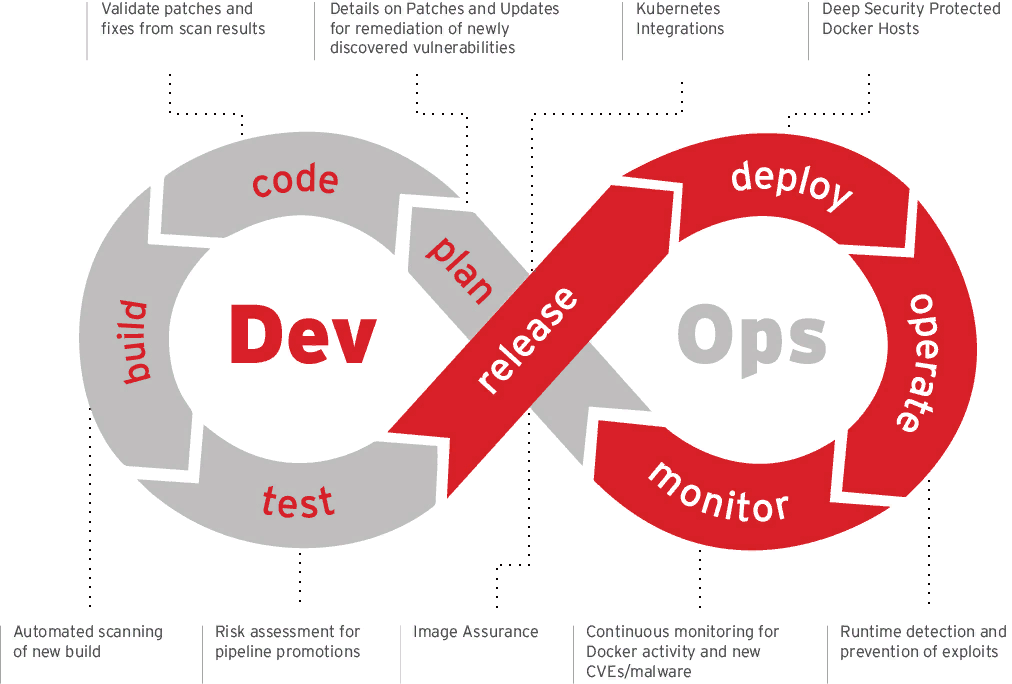 Validate patches and
fixes from scan results
Details on Patches and Updates
for remediation of newly
discovered vulnerabilities
Kubernetes
Integrations
Deep Security Protected
Docker Hosts
code
plan
build
test
Dev
release
deploy
operate
monitor
Ops
Automated scanning
of new build
Risk assessment for
pipeline promotions
Image Assurance
Continuous monitoring for
Docker activity and new
CVEs/malware
Runtime detection and
prevention of exploits